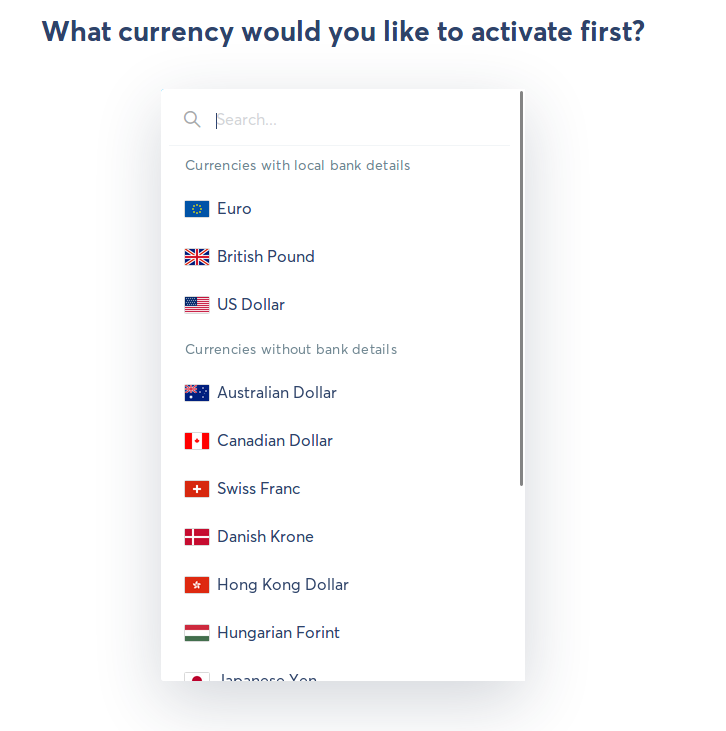 What currency would you like to activate first?
Search...
Currencies with local bank details
Euro
British Pound
US Dollar
Currencies without bank details
Australian Dollar
Canadian Dollar
Swiss Franc
Danish Krone
Hong Kong Dollar
Hungarian Forint
Japanese Yen